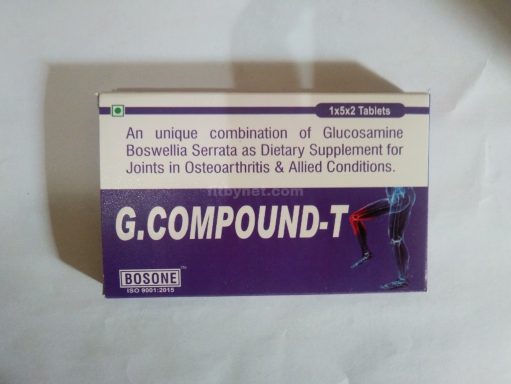 1x5x2 Tablets
An unique combination of Glucosamine
Boswellia Serrata as Dietary Supplement for
Joints in Osteoarthritis & Allied Conditions.
fitbynet.com
G.COMPOUND-T
BOSONE
ISO 9001:2015